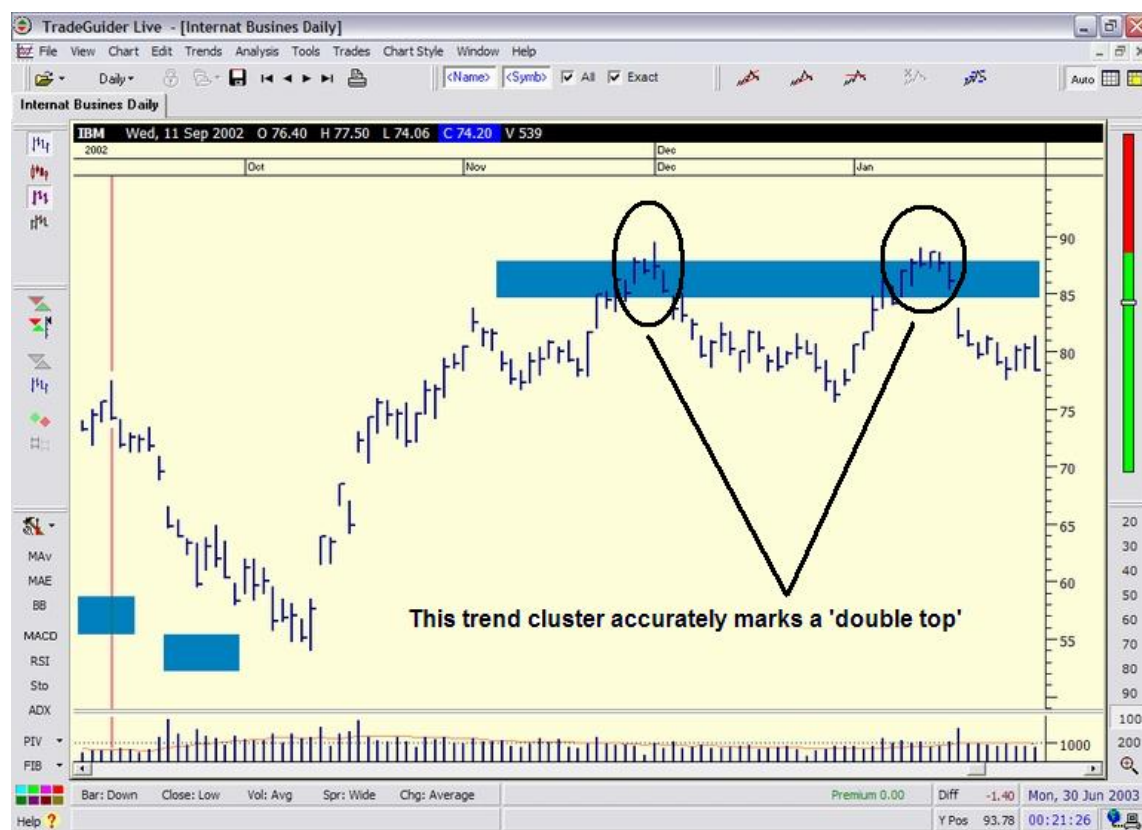 TradeGuider Live - [Internat Busines Daily]
File View Chart Edit Trends Analysis Tools Trades Chart Style Window Help
Daily <Name> <Symb> All Exact Auto
Internat Busines Daily
IBM Wed, 11 Sep 2002 O 76.40 H 77.50 L 74.06 C 74.20 V 539
2002 Dec
Oct Nov Dec Jan
90
85
80
75
70
65
60
55
This trend cluster accurately marks a 'double top'
1000
MAv
MAE
BB
MACD
RSI
Sto
ADX
PIV
FIB
20
30
40
50
60
70
80
90
100
200
Bar: Down Close: Low Vol: Avg Spr: Wide Chg: Average Premium 0.00 Diff -1.40 Mon, 30 Jun 2003
Help ? Y Pos 93.78 00:21:26